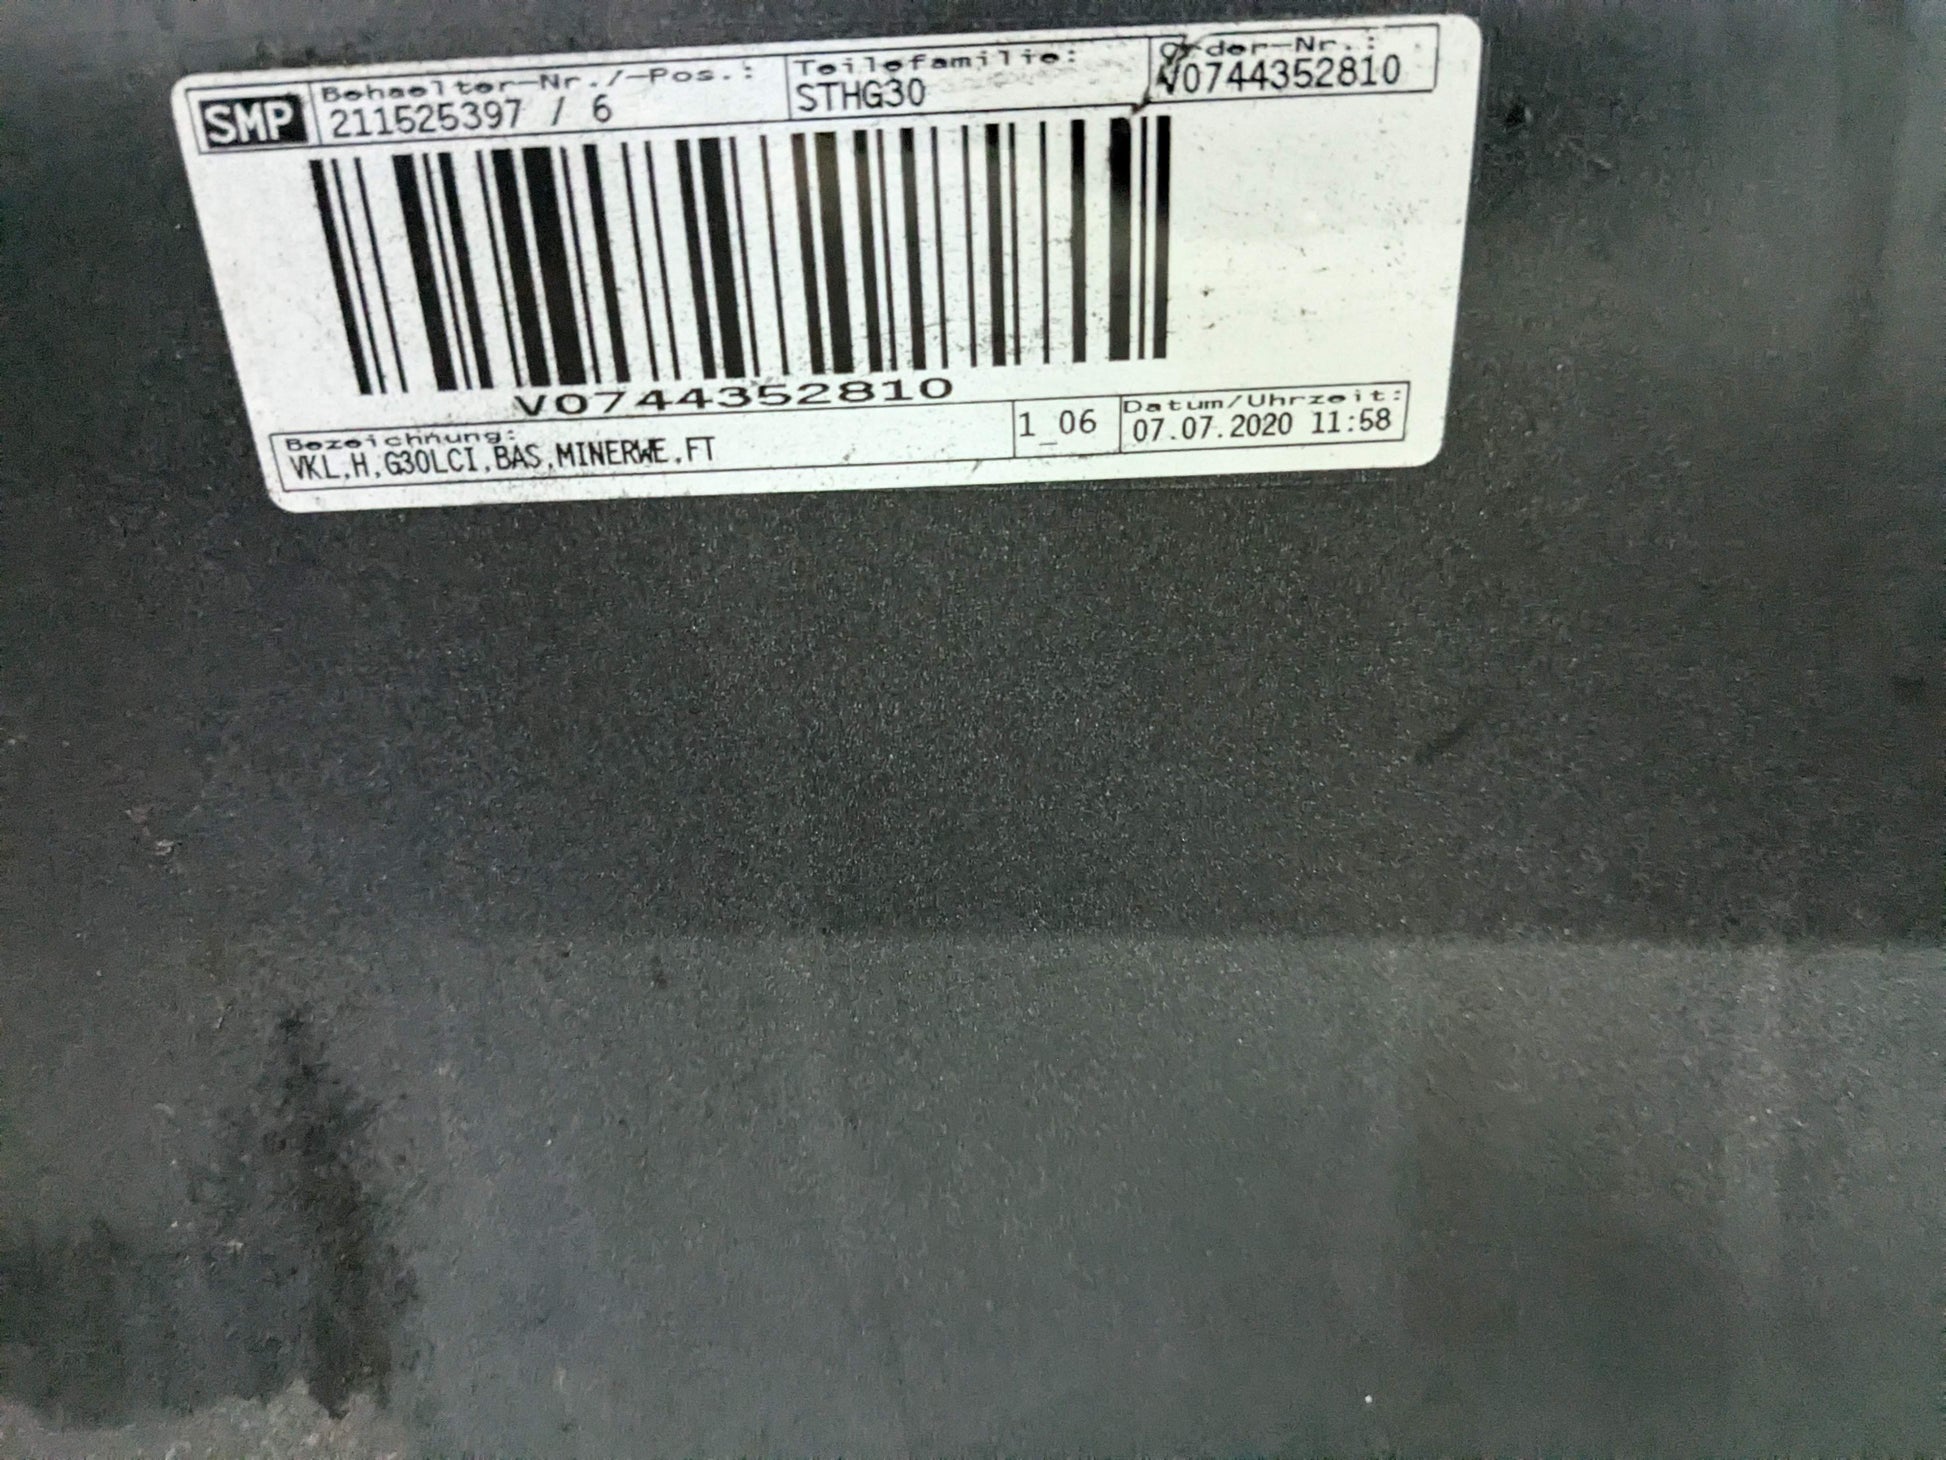 SMP
Behaelter-Nr./-Pos.:
211525397 / 6
Teilefamilie:
STHG30
Order-Nr.:
V0744352810
V0744352810
Bezeichnung:
VKL,H,G30LCI,BAS,MINERWE,FT
1_06
Datum/Uhrzeit:
07.07.2020 11:58